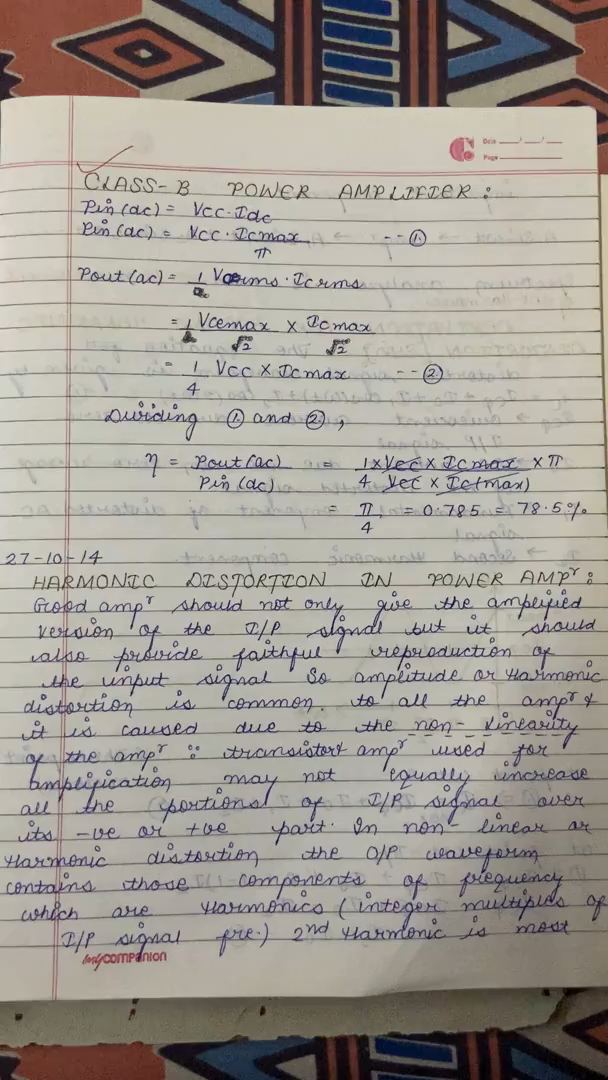 Date
Page
CLASS-B POWER AMPLIFIER :
Pin (dc) = Vcc · Idc
Pin (dc) = Vcc · Icmax / π -- ①
Pout (ac) = 1/2 Vcerms · Icrms
= 1/2 Vcemax/√2 × Icmax/√2
= 1/4 Vcc × Icmax -- ②
Dividing ① and ②,
η = Pout (ac) / Pin (dc) = 1 × Vcc × Icmax × π / 4 Vcc × Ic(max)
= π/4 = 0.785 = 78.5%
27-10-14
HARMONIC DISTORTION IN POWER AMPr :
Good ampr should not only give the amplified
version of the I/P signal but it should
also provide faithful reproduction of
the input signal So amplitude or Harmonic
distortion is common to all the ampr &
it is caused due to the non-linearity
of the ampr ∵ transistor ampr used for
amplification may not equally increase
all the portions of I/P signal over
its -ve or +ve part. In non-linear or
Harmonic distortion the O/P waveform
contains those components of frequency
which are Harmonics (integer multiples of
I/P signal fre.) 2nd Harmonic is most
mycompanion